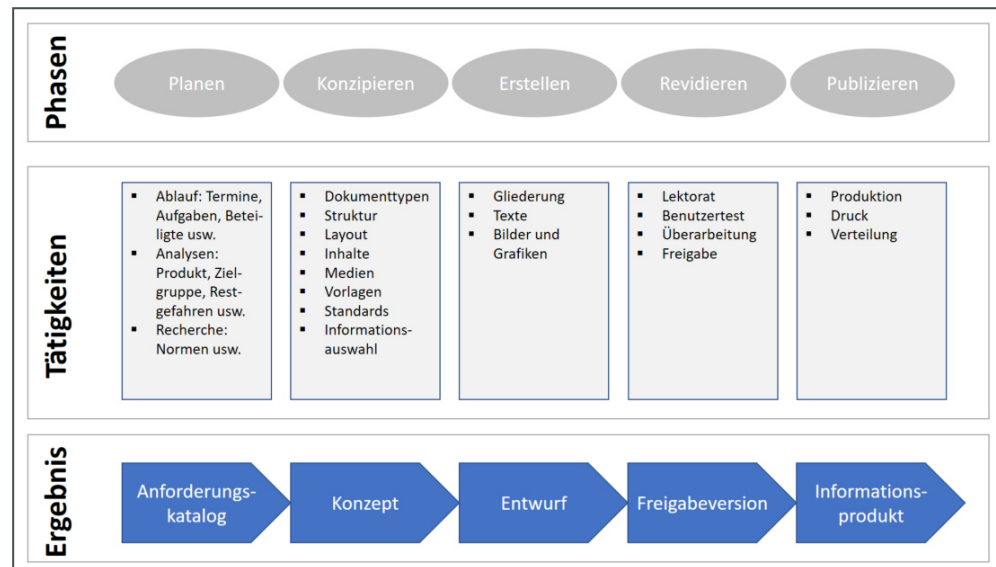 Phasen
Planen
Konzipieren
Erstellen
Revidieren
Publizieren
Tätigkeiten
▪ Ablauf: Termine,
Aufgaben, Betei-
ligte usw.
▪ Analysen:
Produkt, Ziel-
gruppe, Rest-
gefahren usw.
▪ Recherche:
Normen usw.
▪ Dokumenttypen
▪ Struktur
▪ Layout
▪ Inhalte
▪ Medien
▪ Vorlagen
▪ Standards
▪ Informations-
auswahl
▪ Gliederung
▪ Texte
▪ Bilder und
Grafiken
▪ Lektorat
▪ Benutzertest
▪ Überarbeitung
▪ Freigabe
▪ Produktion
▪ Druck
▪ Verteilung
Ergebnis
Anforderungs-
katalog
Konzept
Entwurf
Freigabeversion
Informations-
produkt